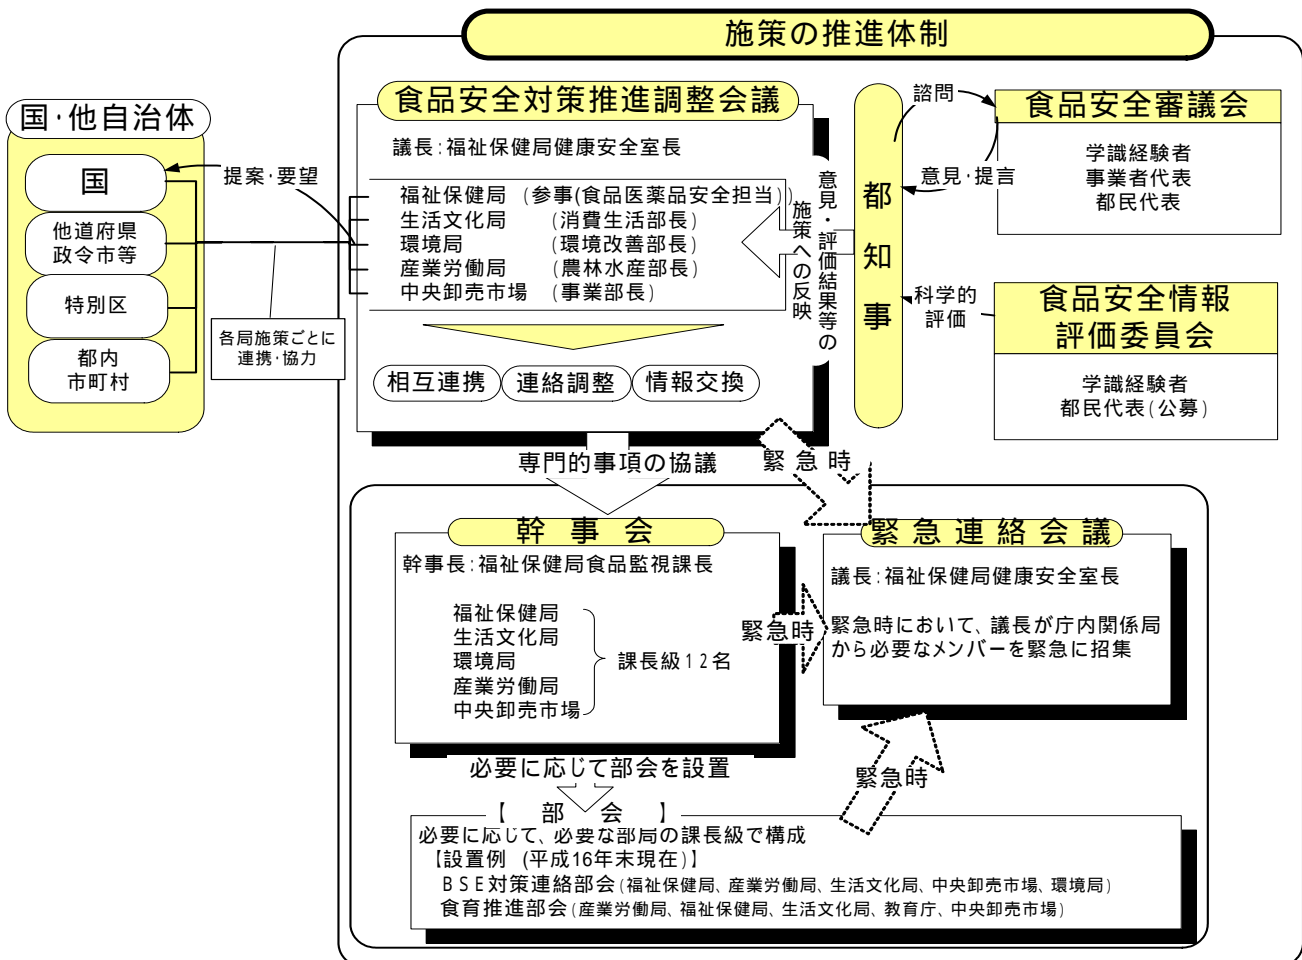 施策の推進体制
国・他自治体
国
他道府県
政令市等
特別区
都内
市町村
提案・要望
各局施策ごとに
連携・協力
食品安全対策推進調整会議
議長:福祉保健局健康安全室長
福祉保健局 (参事(食品医薬品安全担当))
生活文化局 (消費生活部長)
環境局 (環境改善部長)
産業労働局 (農林水産部長)
中央卸売市場 (事業部長)
相互連携
連絡調整
情報交換
意見・評価結果等の
施策への反映
都知事
諮問
意見・提言
科学的
評価
食品安全審議会
学識経験者
事業者代表
都民代表
食品安全情報
評価委員会
学識経験者
都民代表(公募)
専門的事項の協議
緊急時
幹事会
幹事長:福祉保健局食品監視課長
福祉保健局
生活文化局
環境局
産業労働局
中央卸売市場
課長級12名
緊急時
緊急連絡会議
議長:福祉保健局健康安全室長
緊急時において、議長が庁内関係局
から必要なメンバーを緊急に招集
必要に応じて部会を設置
緊急時
【 部 会 】
必要に応じて、必要な部局の課長級で構成
【設置例 (平成16年末現在)】
BSE対策連絡部会(福祉保健局、産業労働局、生活文化局、中央卸売市場、環境局)
食育推進部会(産業労働局、福祉保健局、生活文化局、教育庁、中央卸売市場)